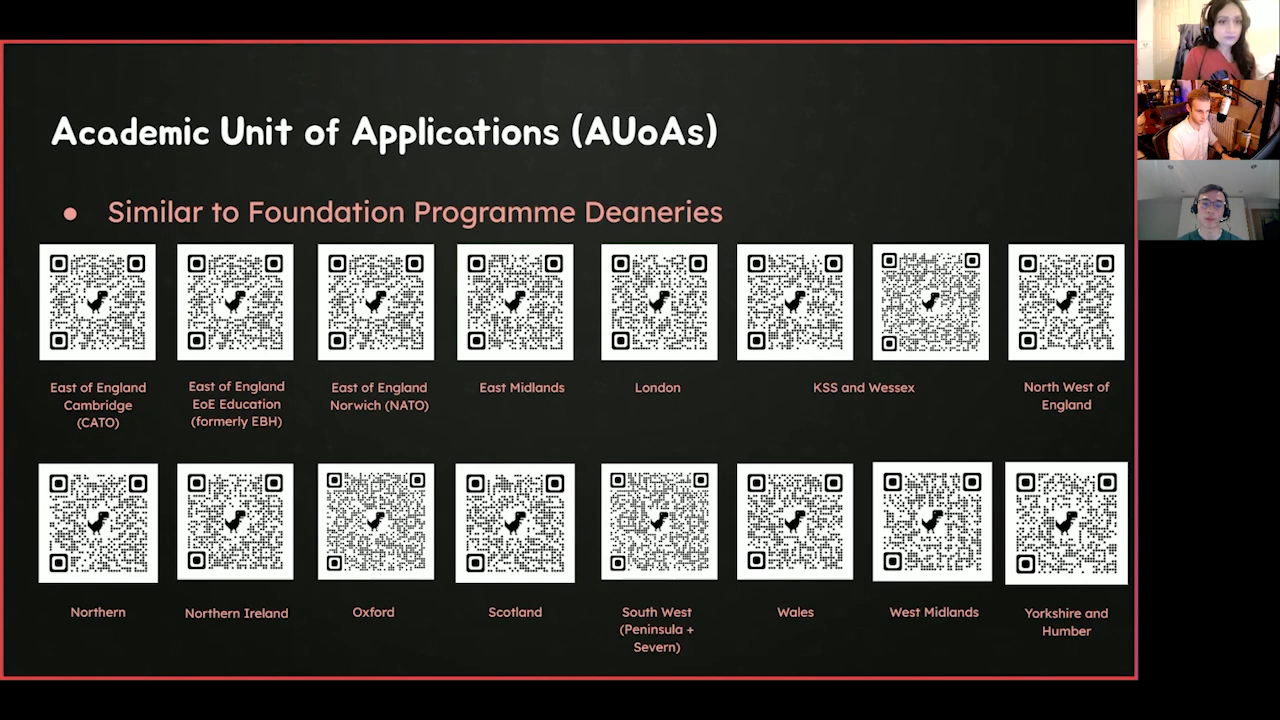 Academic Unit of Applications (AUoAs)
● Similar to Foundation Programme Deaneries
East of England
Cambridge
(CATO)
East of England
EoE Education
(formerly EBH)
East of England
Norwich (NATO)
East Midlands
London
KSS and Wessex
North West of
England
Northern
Northern Ireland
Oxford
Scotland
South West
(Peninsula +
Severn)
Wales
West Midlands
Yorkshire and
Humber